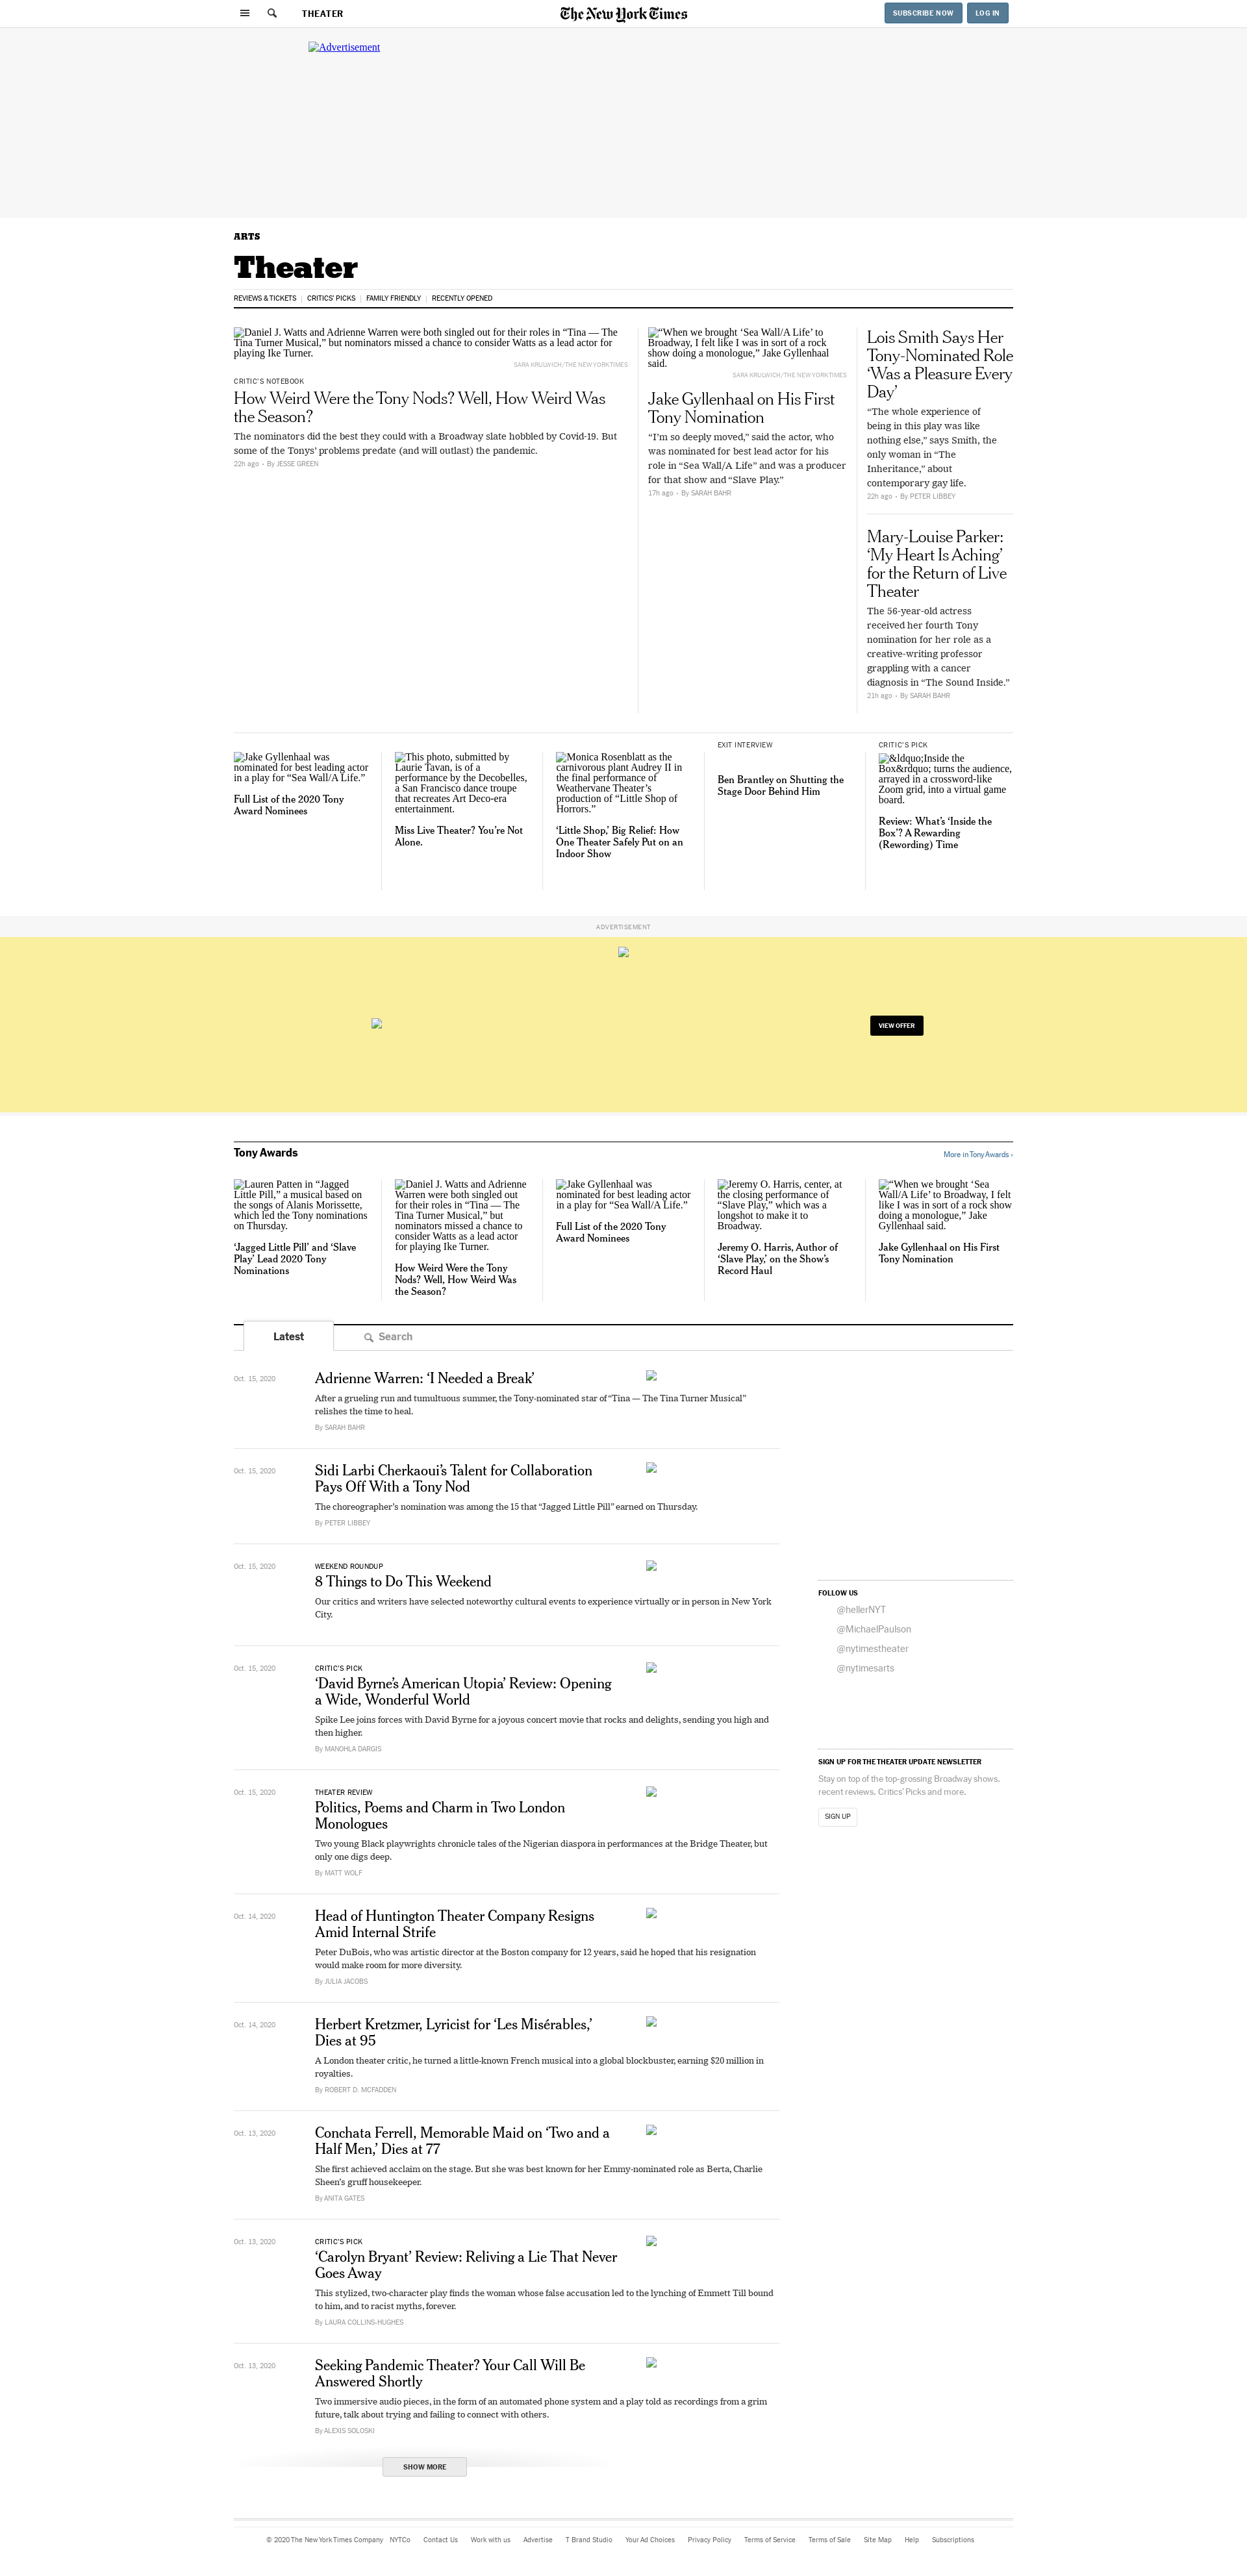 THEATER
The New York Times
SUBSCRIBE NOW
LOG IN
Advertisement
ARTS
Theater
REVIEWS & TICKETS
CRITICS' PICKS
FAMILY FRIENDLY
RECENTLY OPENED
Daniel J. Watts and Adrienne Warren were both singled out for their roles in “Tina — The
Tina Turner Musical,” but nominators missed a chance to consider Watts as a lead actor for
playing Ike Turner.
SARA KRULWICH/THE NEW YORK TIMES
CRITIC’S NOTEBOOK
How Weird Were the Tony Nods? Well, How Weird Was
the Season?
The nominators did the best they could with a Broadway slate hobbled by Covid-19. But
some of the Tonys’ problems predate (and will outlast) the pandemic.
22h ago • By JESSE GREEN
“When we brought ‘Sea Wall/A Life’ to
Broadway, I felt like I was in sort of a rock
show doing a monologue,” Jake Gyllenhaal
said.
SARA KRULWICH/THE NEW YORK TIMES
Jake Gyllenhaal on His First
Tony Nomination
“I’m so deeply moved,” said the actor, who
was nominated for best lead actor for his
role in “Sea Wall/A Life” and was a producer
for that show and “Slave Play.”
17h ago • By SARAH BAHR
Lois Smith Says Her
Tony-Nominated Role
‘Was a Pleasure Every
Day’
“The whole experience of
being in this play was like
nothing else,” says Smith, the
only woman in “The
Inheritance,” about
contemporary gay life.
22h ago • By PETER LIBBEY
Mary-Louise Parker:
‘My Heart Is Aching’
for the Return of Live
Theater
The 56-year-old actress
received her fourth Tony
nomination for her role as a
creative-writing professor
grappling with a cancer
diagnosis in “The Sound Inside.”
21h ago • By SARAH BAHR
Jake Gyllenhaal was
nominated for best leading actor
in a play for “Sea Wall/A Life.”
Full List of the 2020 Tony
Award Nominees
This photo, submitted by
Laurie Tavan, is of a
performance by the Decobelles,
a San Francisco dance troupe
that recreates Art Deco-era
entertainment.
Miss Live Theater? You’re Not
Alone.
Monica Rosenblatt as the
carnivorous plant Audrey II in
the final performance of
Weathervane Theater’s
production of “Little Shop of
Horrors.”
‘Little Shop,’ Big Relief: How
One Theater Safely Put on an
Indoor Show
EXIT INTERVIEW
Ben Brantley on Shutting the
Stage Door Behind Him
CRITIC’S PICK
&ldquo;Inside the
Box&rdquo; turns the audience,
arrayed in a crossword-like
Zoom grid, into a virtual game
board.
Review: What’s ‘Inside the
Box’? A Rewarding
(Rewording) Time
ADVERTISEMENT
VIEW OFFER
Tony Awards
More in Tony Awards ›
Lauren Patten in “Jagged
Little Pill,” a musical based on
the songs of Alanis Morissette,
which led the Tony nominations
on Thursday.
‘Jagged Little Pill’ and ‘Slave
Play’ Lead 2020 Tony
Nominations
Daniel J. Watts and Adrienne
Warren were both singled out
for their roles in “Tina — The
Tina Turner Musical,” but
nominators missed a chance to
consider Watts as a lead actor
for playing Ike Turner.
How Weird Were the Tony
Nods? Well, How Weird Was
the Season?
Jake Gyllenhaal was
nominated for best leading actor
in a play for “Sea Wall/A Life.”
Full List of the 2020 Tony
Award Nominees
Jeremy O. Harris, center, at
the closing performance of
“Slave Play,” which was a
longshot to make it to
Broadway.
Jeremy O. Harris, Author of
‘Slave Play,’ on the Show’s
Record Haul
“When we brought ‘Sea
Wall/A Life’ to Broadway, I felt
like I was in sort of a rock show
doing a monologue,” Jake
Gyllenhaal said.
Jake Gyllenhaal on His First
Tony Nomination
Latest
Search
Oct. 15, 2020
Adrienne Warren: ‘I Needed a Break’
After a grueling run and tumultuous summer, the Tony-nominated star of “Tina — The Tina Turner Musical”
relishes the time to heal.
By SARAH BAHR
Oct. 15, 2020
Sidi Larbi Cherkaoui’s Talent for Collaboration
Pays Off With a Tony Nod
The choreographer’s nomination was among the 15 that “Jagged Little Pill” earned on Thursday.
By PETER LIBBEY
Oct. 15, 2020
WEEKEND ROUNDUP
8 Things to Do This Weekend
Our critics and writers have selected noteworthy cultural events to experience virtually or in person in New York
City.
Oct. 15, 2020
CRITIC’S PICK
‘David Byrne’s American Utopia’ Review: Opening
a Wide, Wonderful World
Spike Lee joins forces with David Byrne for a joyous concert movie that rocks and delights, sending you high and
then higher.
By MANOHLA DARGIS
Oct. 15, 2020
THEATER REVIEW
Politics, Poems and Charm in Two London
Monologues
Two young Black playwrights chronicle tales of the Nigerian diaspora in performances at the Bridge Theater, but
only one digs deep.
By MATT WOLF
Oct. 14, 2020
Head of Huntington Theater Company Resigns
Amid Internal Strife
Peter DuBois, who was artistic director at the Boston company for 12 years, said he hoped that his resignation
would make room for more diversity.
By JULIA JACOBS
Oct. 14, 2020
Herbert Kretzmer, Lyricist for ‘Les Misérables,’
Dies at 95
A London theater critic, he turned a little-known French musical into a global blockbuster, earning $20 million in
royalties.
By ROBERT D. MCFADDEN
Oct. 13, 2020
Conchata Ferrell, Memorable Maid on ‘Two and a
Half Men,’ Dies at 77
She first achieved acclaim on the stage. But she was best known for her Emmy-nominated role as Berta, Charlie
Sheen’s gruff housekeeper.
By ANITA GATES
Oct. 13, 2020
CRITIC’S PICK
‘Carolyn Bryant’ Review: Reliving a Lie That Never
Goes Away
This stylized, two-character play finds the woman whose false accusation led to the lynching of Emmett Till bound
to him, and to racist myths, forever.
By LAURA COLLINS-HUGHES
Oct. 13, 2020
Seeking Pandemic Theater? Your Call Will Be
Answered Shortly
Two immersive audio pieces, in the form of an automated phone system and a play told as recordings from a grim
future, talk about trying and failing to connect with others.
By ALEXIS SOLOSKI
SHOW MORE
FOLLOW US
@hellerNYT
@MichaelPaulson
@nytimestheater
@nytimesarts
SIGN UP FOR THE THEATER UPDATE NEWSLETTER
Stay on top of the top-grossing Broadway shows,
recent reviews, Critics’ Picks and more.
SIGN UP
© 2020 The New York Times Company
NYTCo
Contact Us
Work with us
Advertise
T Brand Studio
Your Ad Choices
Privacy Policy
Terms of Service
Terms of Sale
Site Map
Help
Subscriptions